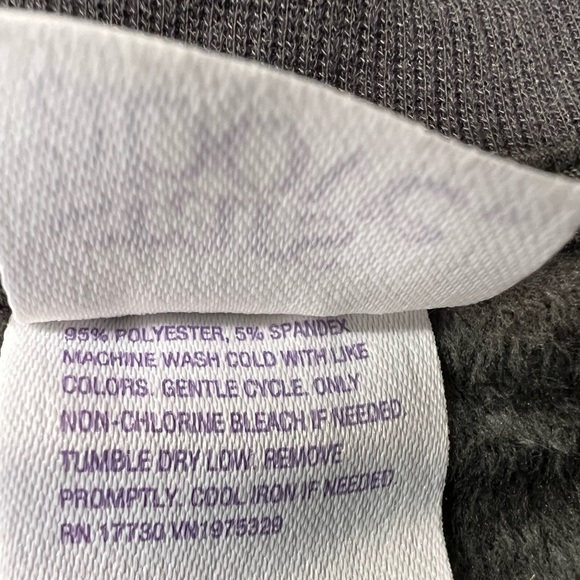 95% POLYESTER, 5% SPANDEX
MACHINE WASH COLD WITH LIKE
COLORS. GENTLE CYCLE. ONLY
NON-CHLORINE BLEACH IF NEEDED.
TUMBLE DRY LOW. REMOVE
PROMPTLY. COOL IRON IF NEEDED
RN 17730 VN1975329